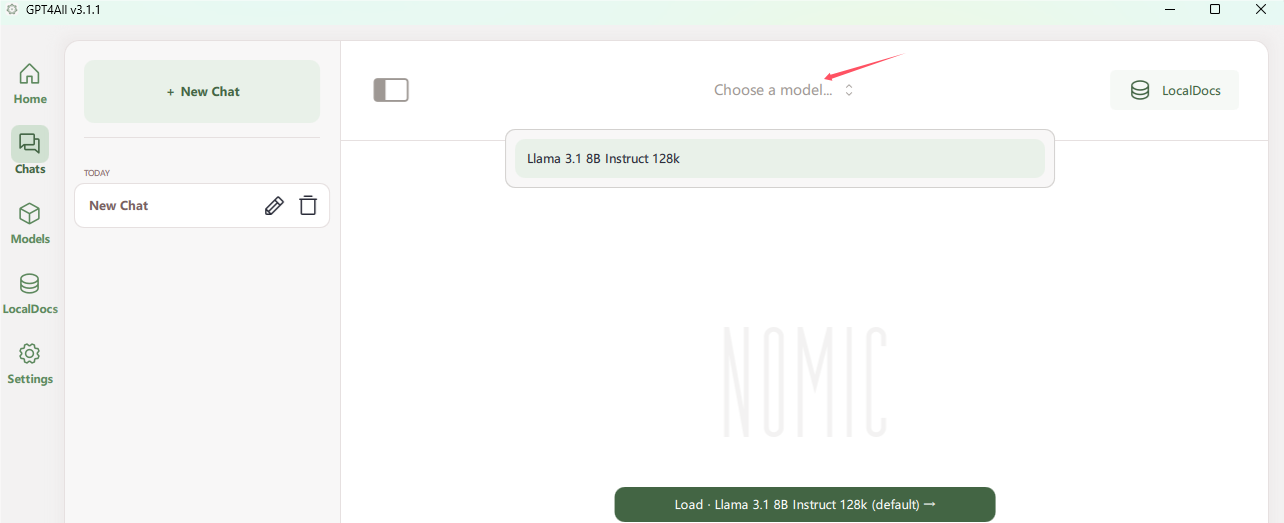 GPT4All v3.1.1
Home
Chats
Models
LocalDocs
Settings
+ New Chat
TODAY
New Chat
Choose a model...
LocalDocs
Llama 3.1 8B Instruct 128k
NOMIC
Load · Llama 3.1 8B Instruct 128k (default) →